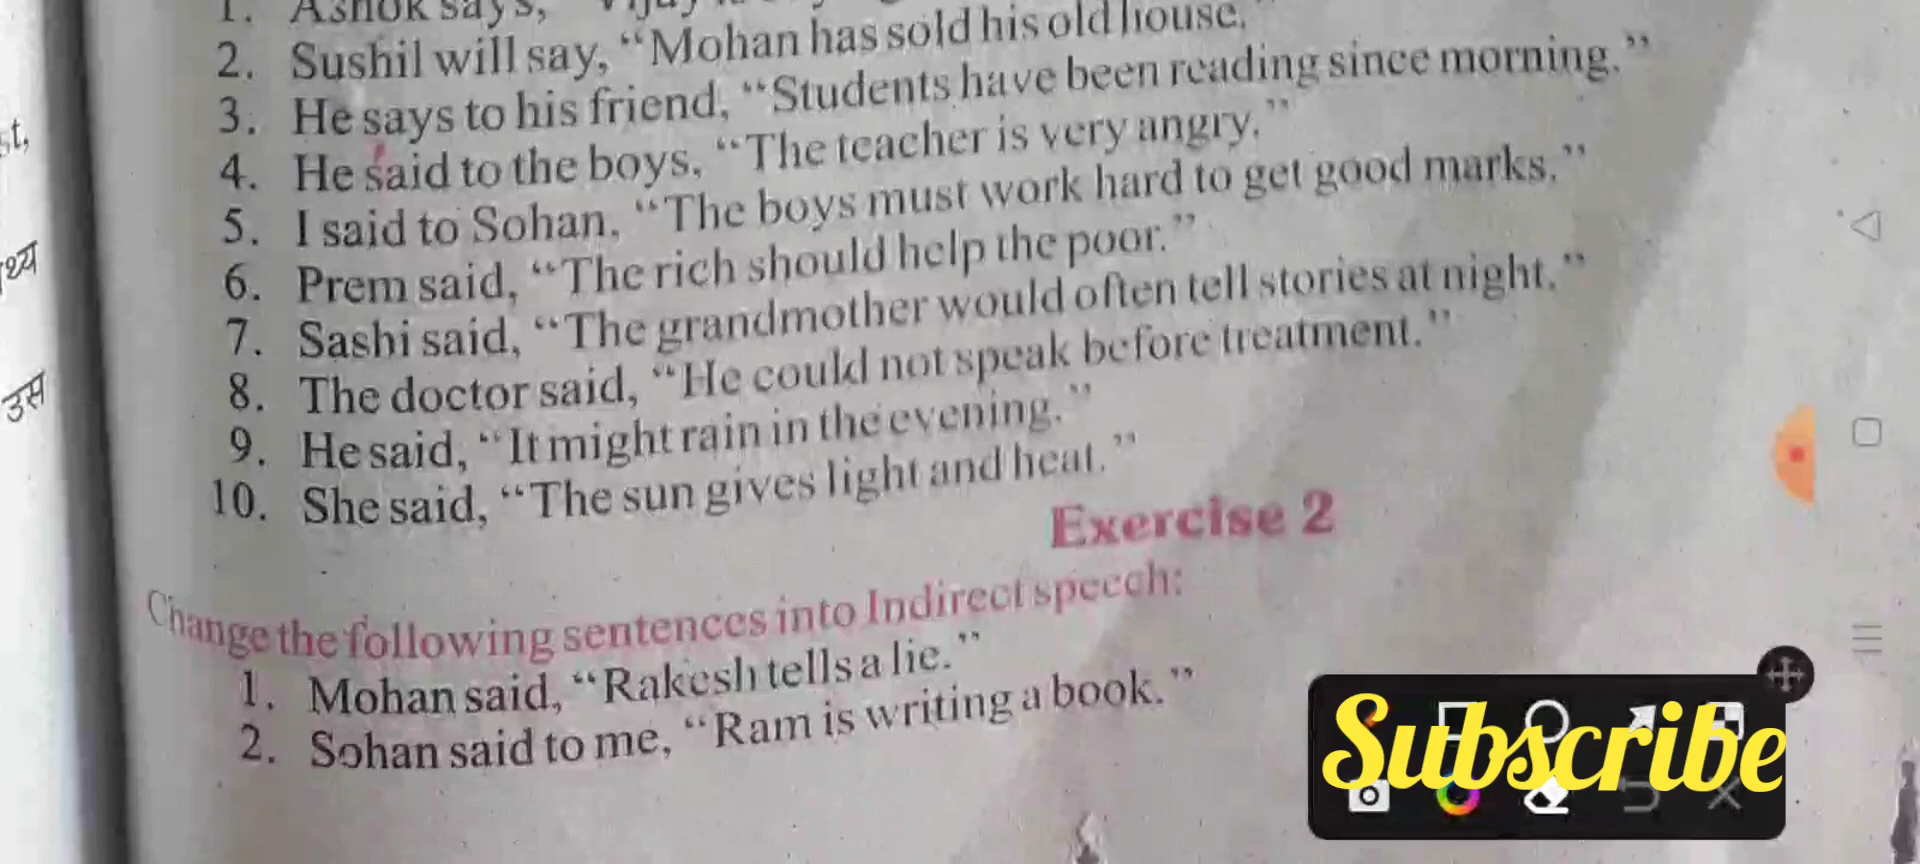 1. Ashok says, "Vijay
2. Sushil will say, "Mohan has sold his old house."
3. He says to his friend, "Students have been reading since morning."
4. He said to the boys, "The teacher is very angry."
5. I said to Sohan, "The boys must work hard to get good marks."
6. Prem said, "The rich should help the poor."
7. Sashi said, "The grandmother would often tell stories at night."
8. The doctor said, "He could not speak before treatment."
9. He said, "It might rain in the evening."
10. She said, "The sun gives light and heat."
Exercise 2
Change the following sentences into Indirect speech:
1. Mohan said, "Rakesh tells a lie."
2. Sohan said to me, "Ram is writing a book."
st,
थ्य
उस
Subscribe